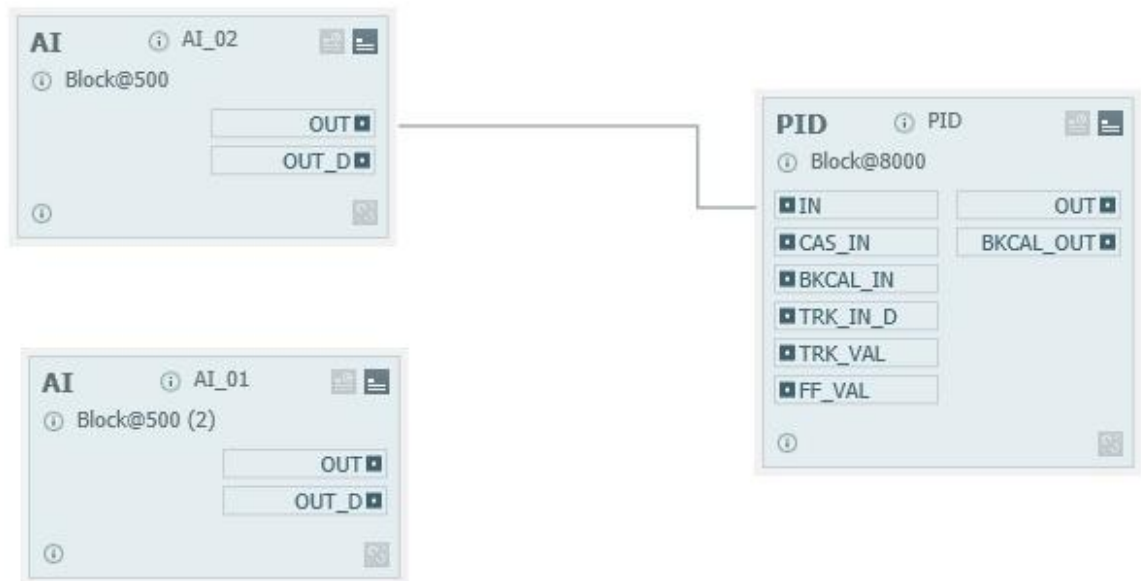 AI AI_02
Block@500
OUT
OUT_D
AI AI_01
Block@500 (2)
OUT
OUT_D
PID PID
Block@8000
IN OUT
CAS_IN BKCAL_OUT
BKCAL_IN
TRK_IN_D
TRK_VAL
FF_VAL